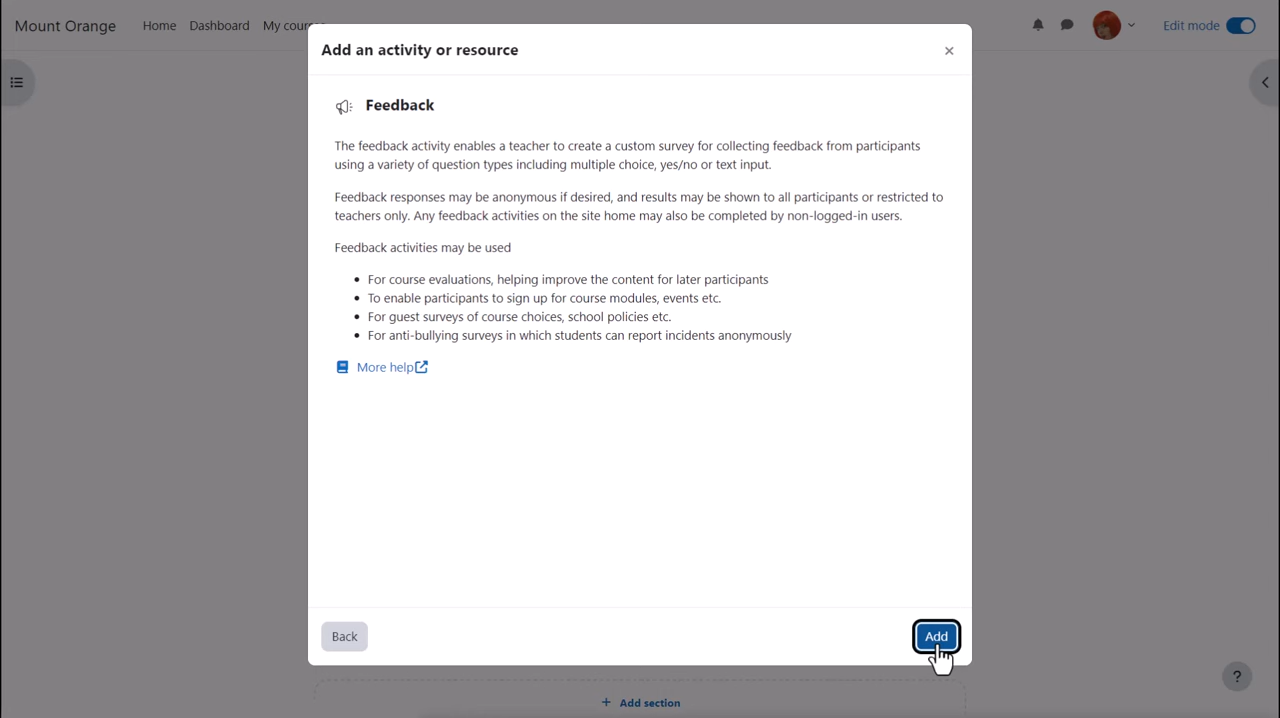 Mount Orange
Home Dashboard My cour
Edit mode
Add an activity or resource
×
Feedback
The feedback activity enables a teacher to create a custom survey for collecting feedback from participants
using a variety of question types including multiple choice, yes/no or text input.
Feedback responses may be anonymous if desired, and results may be shown to all participants or restricted to
teachers only. Any feedback activities on the site home may also be completed by non-logged-in users.
Feedback activities may be used
• For course evaluations, helping improve the content for later participants
• To enable participants to sign up for course modules, events etc.
• For guest surveys of course choices, school policies etc.
• For anti-bullying surveys in which students can report incidents anonymously
More help
Back
Add
?
+ Add section